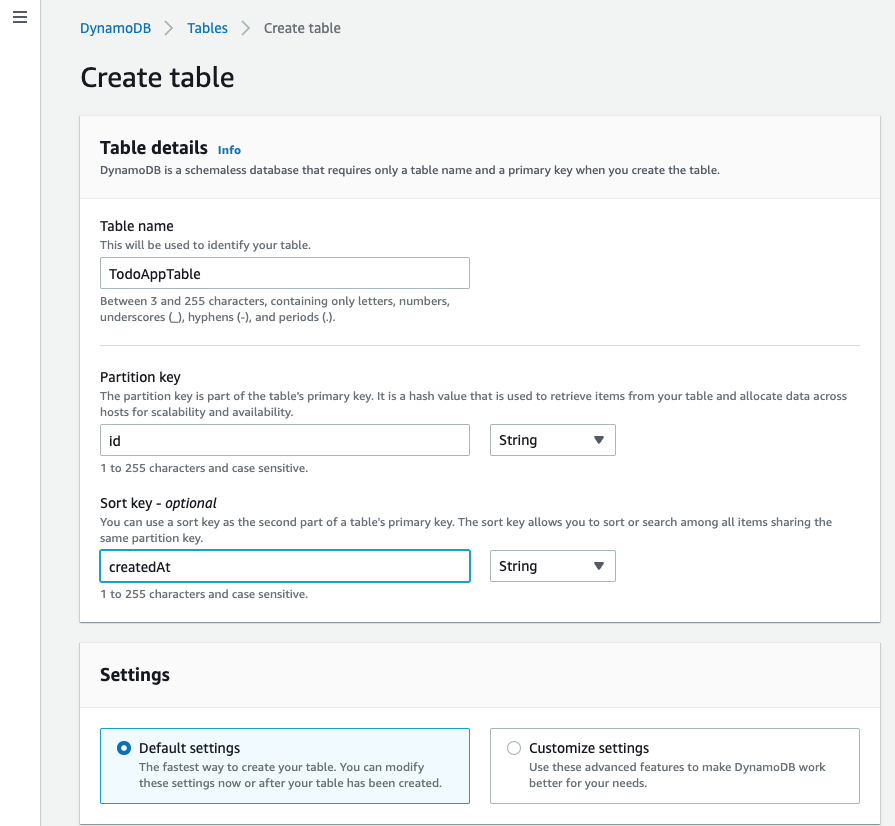 DynamoDB > Tables > Create table
Create table
Table details Info
DynamoDB is a schemaless database that requires only a table name and a primary key when you create the table.
Table name
This will be used to identify your table.
TodoAppTable
Between 3 and 255 characters, containing only letters, numbers,
underscores (_), hyphens (-), and periods (.).
Partition key
The partition key is part of the table's primary key. It is a hash value that is used to retrieve items from your table and allocate data across
hosts for scalability and availability.
id String
1 to 255 characters and case sensitive.
Sort key - optional
You can use a sort key as the second part of a table's primary key. The sort key allows you to sort or search among all items sharing the
same partition key.
createdAt String
1 to 255 characters and case sensitive.
Settings
Default settings
The fastest way to create your table. You can modify
these settings now or after your table has been created.
Customize settings
Use these advanced features to make DynamoDB work
better for your needs.